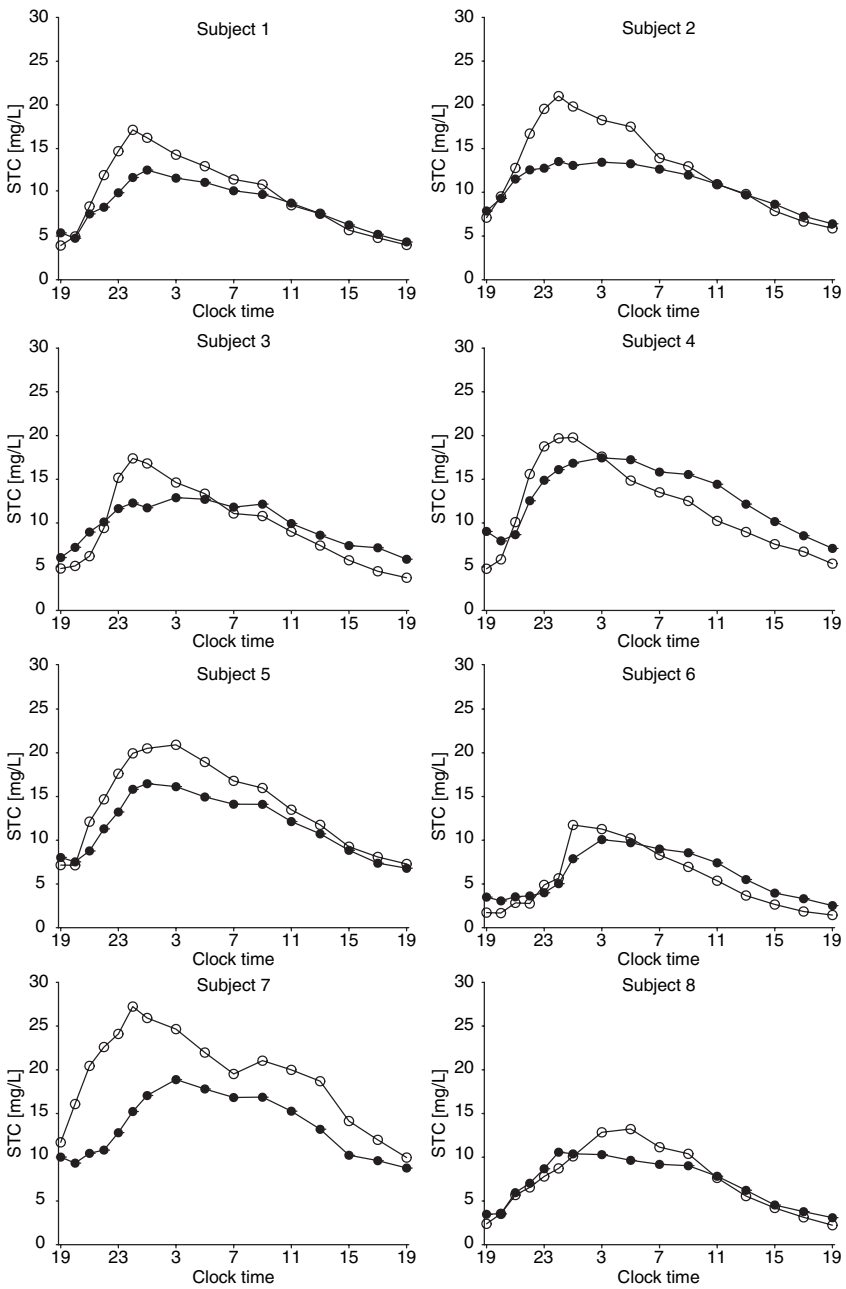 Subject 1
STC [mg/L]
30
25
20
15
10
5
0
19 23 3 7 11 15 19
Clock time
Subject 2
STC [mg/L]
30
25
20
15
10
5
0
19 23 3 7 11 15 19
Clock time
Subject 3
STC [mg/L]
30
25
20
15
10
5
0
19 23 3 7 11 15 19
Clock time
Subject 4
STC [mg/L]
30
25
20
15
10
5
0
19 23 3 7 11 15 19
Clock time
Subject 5
STC [mg/L]
30
25
20
15
10
5
0
19 23 3 7 11 15 19
Clock time
Subject 6
STC [mg/L]
30
25
20
15
10
5
0
19 23 3 7 11 15 19
Clock time
Subject 7
STC [mg/L]
30
25
20
15
10
5
0
19 23 3 7 11 15 19
Clock time
Subject 8
STC [mg/L]
30
25
20
15
10
5
0
19 23 3 7 11 15 19
Clock time